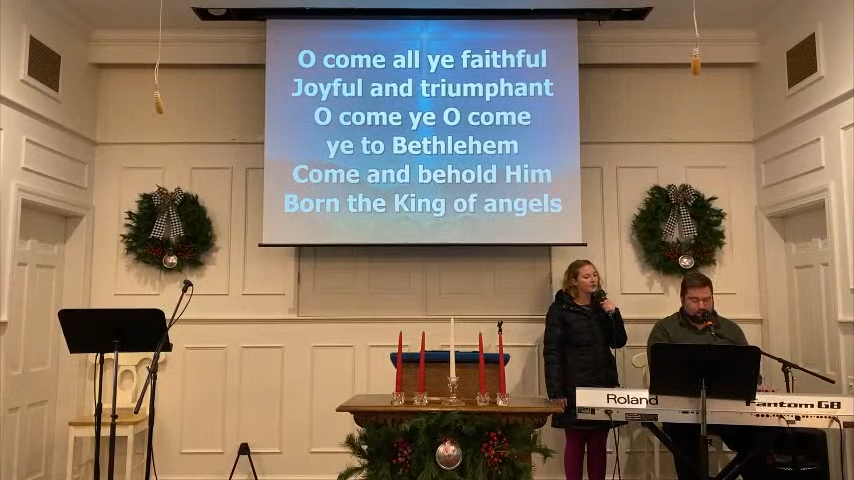 O come all ye faithful
Joyful and triumphant
O come ye O come
ye to Bethlehem
Come and behold Him
Born the King of angels
Roland
Fantom G8